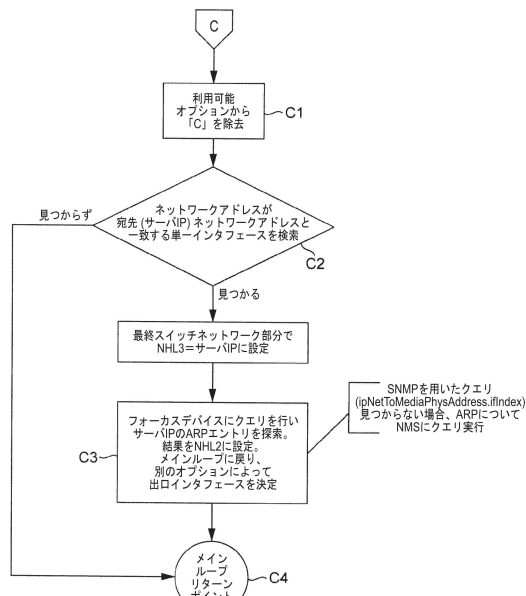 C
利用可能
オプションから
「C」を除去
C1
ネットワークアドレスが
宛先 (サーバIP) ネットワークアドレスと
一致する単一インタフェースを検索
見つからず
C2
見つかる
最終スイッチネットワーク部分で
NHL3=サーバIPに設定
SNMPを用いたクエリ
(ipNetToMediaPhysAddress.ifIndex)
見つからない場合、ARPについて
NMSにクエリ実行
フォーカスデバイスにクエリを行い
サーバIPのARPエントリを探索。
結果をNHL2に設定。
メインループに戻り、
別のオプションによって
出口インタフェースを決定
C3
メイン
ループ
リターン
ポイント
C4